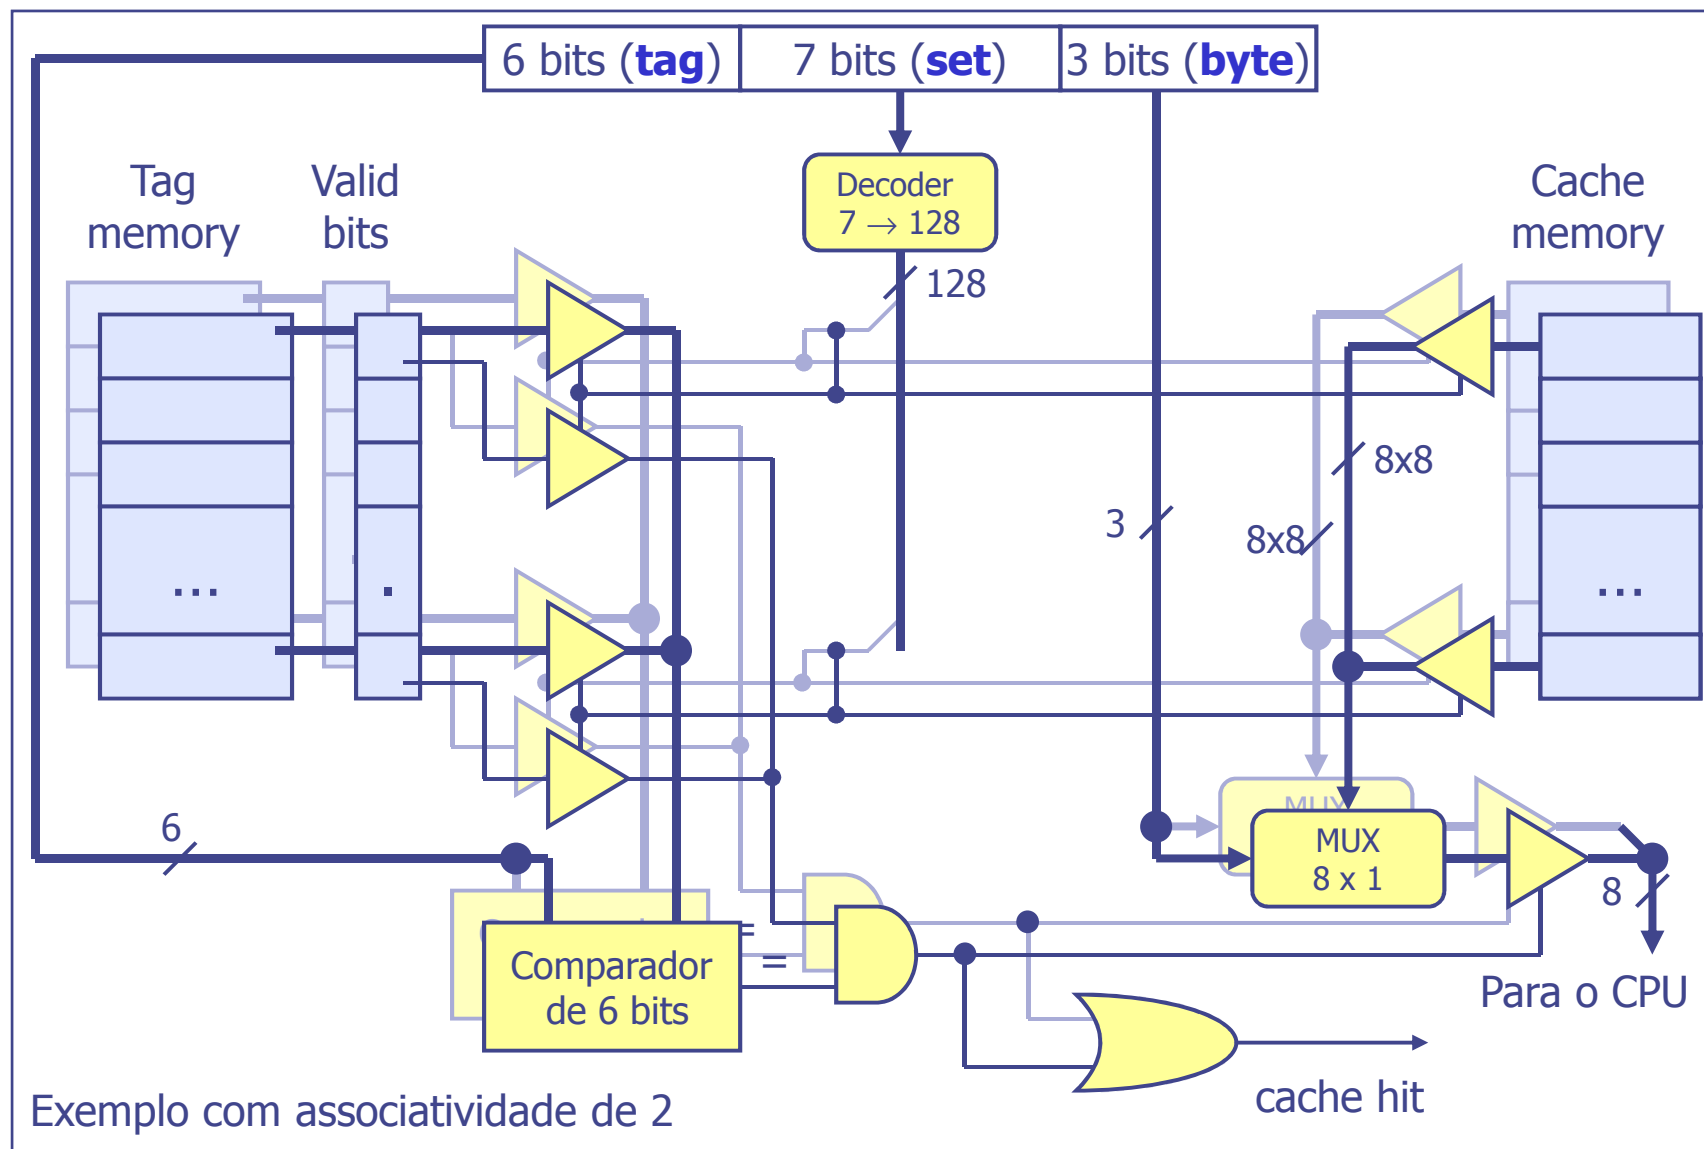 6 bits (tag)
7 bits (set)
3 bits (byte)
Tag
memory
Valid
bits
Decoder
7 → 128
Cache
memory
128
8x8
3
8x8
...
.
...
6
MUX
MUX
8 x 1
8
=
=
Comparador
de 6 bits
Para o CPU
cache hit
Exemplo com associatividade de 2